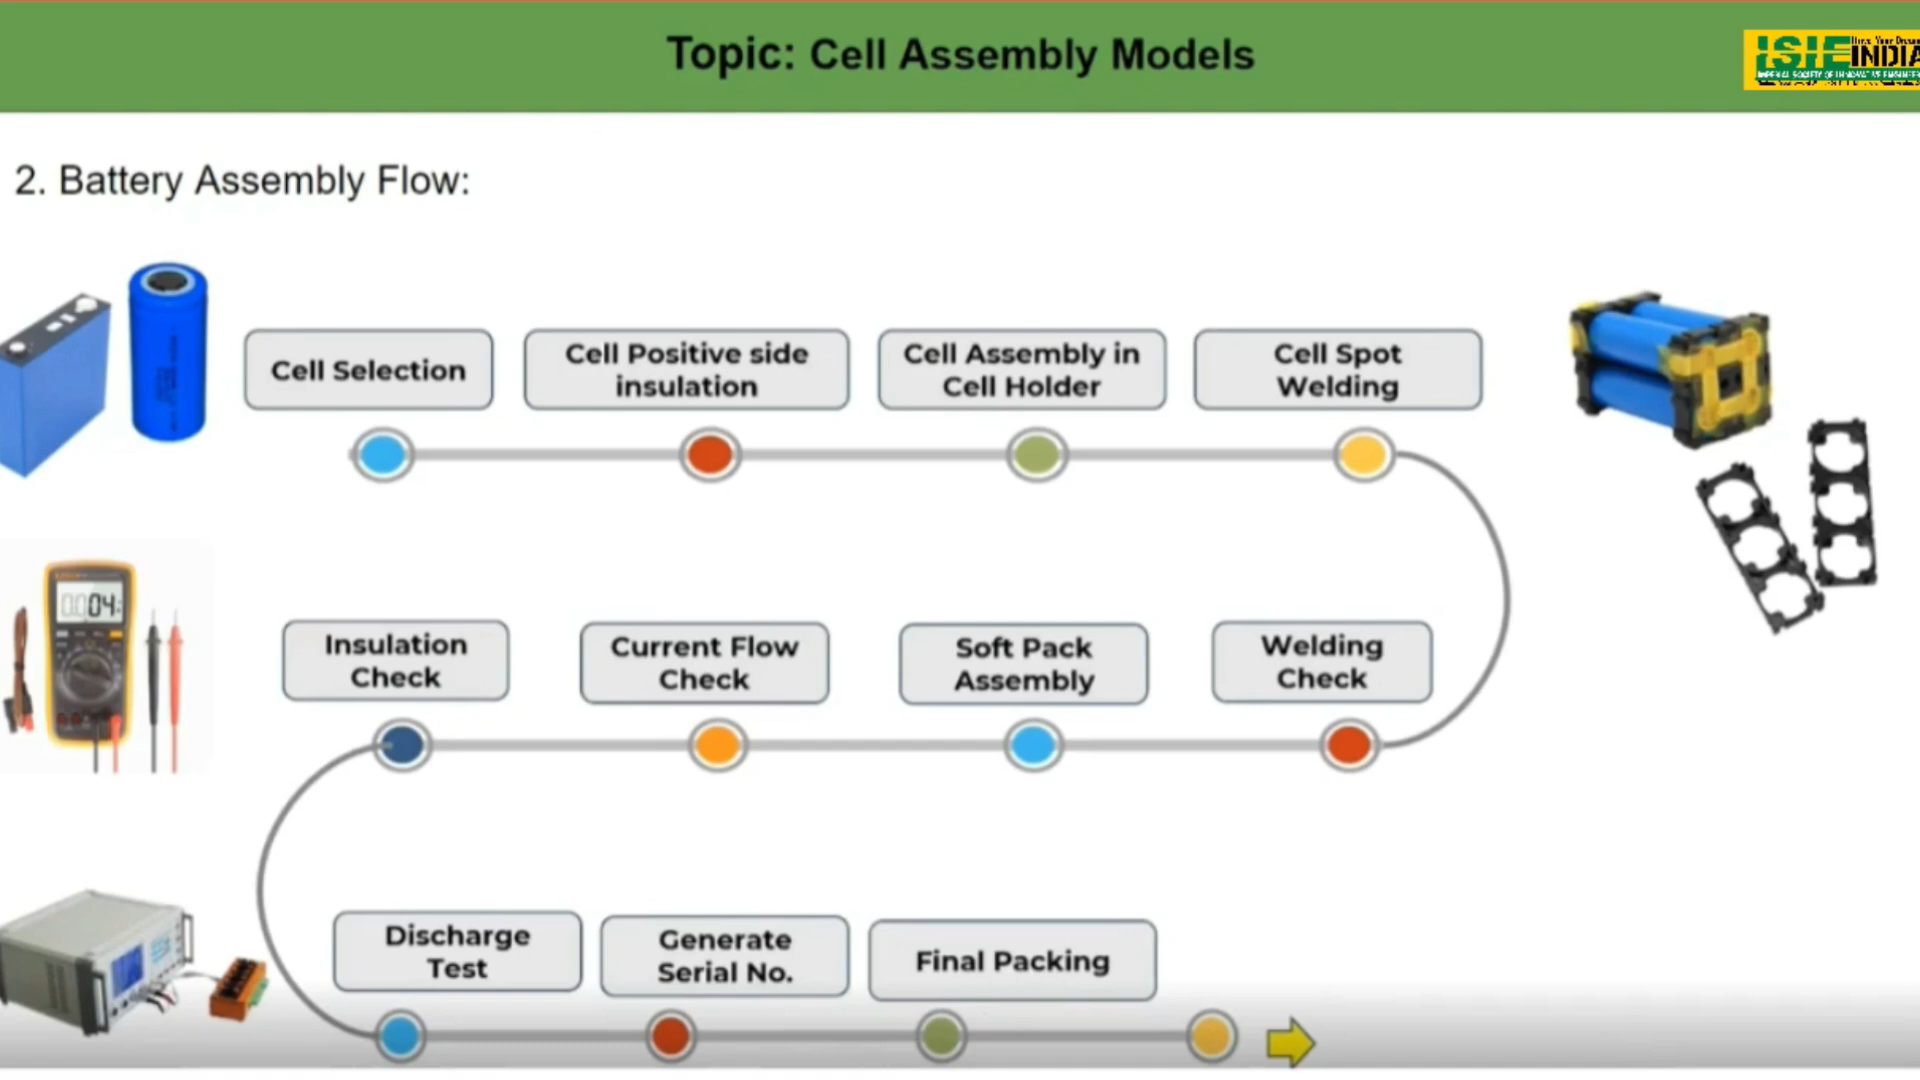 Topic: Cell Assembly Models
ISIE INDIA
2. Battery Assembly Flow:
Cell Selection
Cell Positive side
insulation
Cell Assembly in
Cell Holder
Cell Spot
Welding
Welding
Check
Soft Pack
Assembly
Current Flow
Check
Insulation
Check
0.004
Discharge
Test
Generate
Serial No.
Final Packing